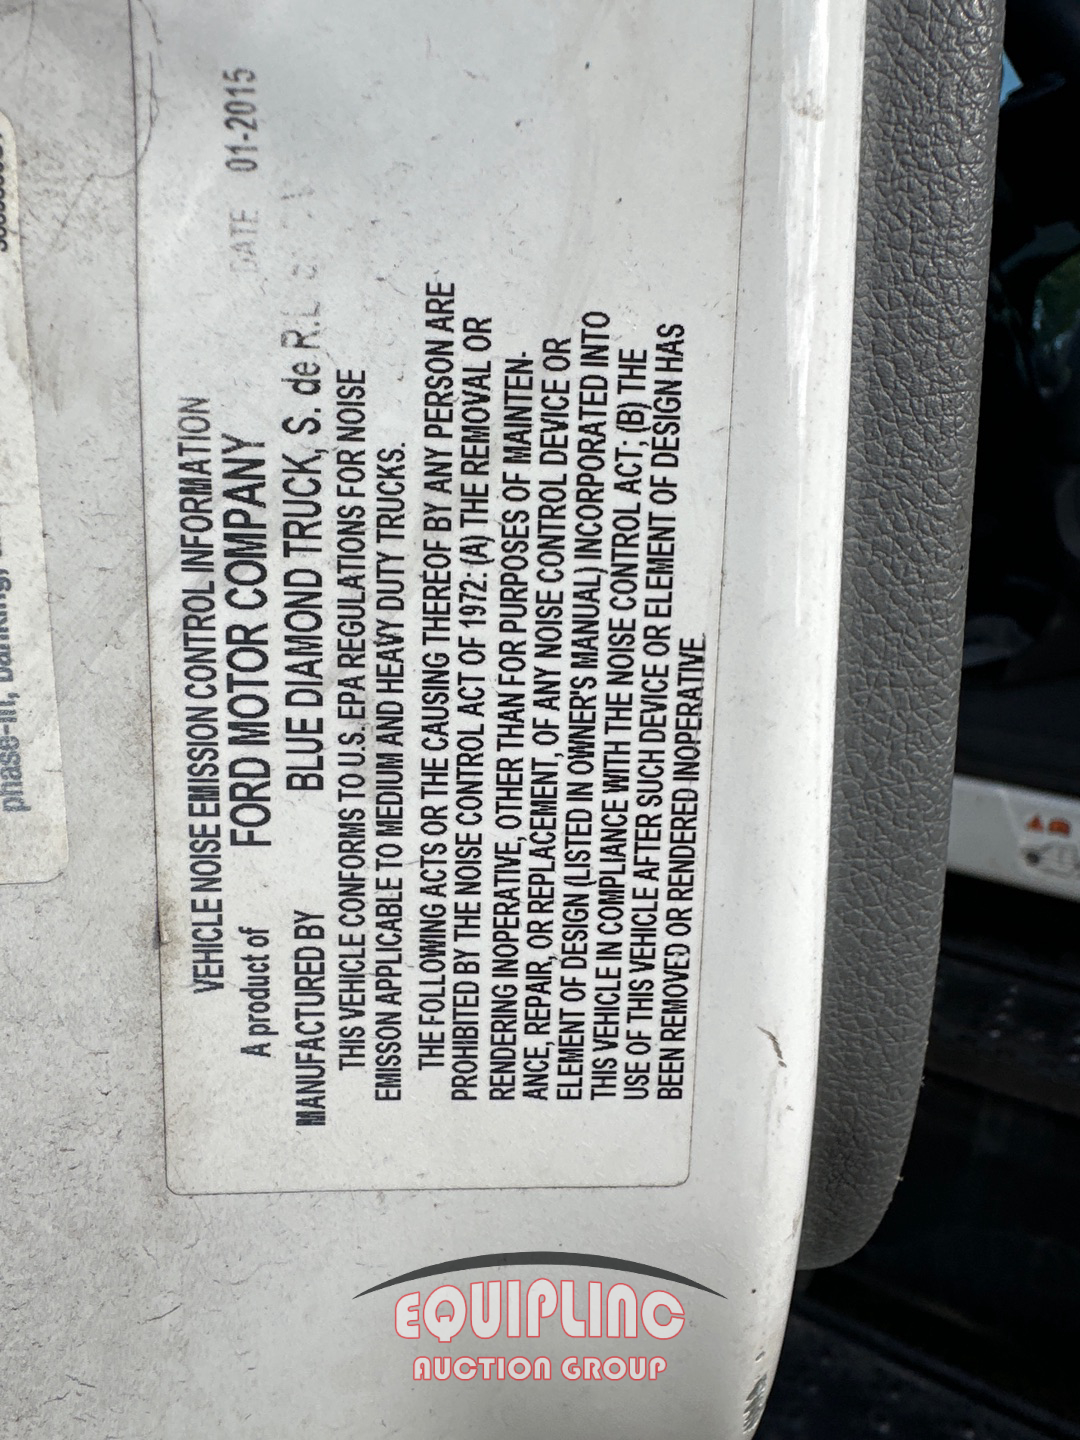 VEHICLE NOISE EMISSION CONTROL INFORMATION
A product of FORD MOTOR COMPANY DATE 01-2015
MANUFACTURED BY BLUE DIAMOND TRUCK, S. de R.L
THIS VEHICLE CONFORMS TO U.S. EPA REGULATIONS FOR NOISE
EMISSON APPLICABLE TO MEDIUM AND HEAVY DUTY TRUCKS.
THE FOLLOWING ACTS OR THE CAUSING THEREOF BY ANY PERSON ARE
PROHIBITED BY THE NOISE CONTROL ACT OF 1972: (A) THE REMOVAL OR
RENDERING INOPERATIVE, OTHER THAN FOR PURPOSES OF MAINTEN-
ANCE, REPAIR, OR REPLACEMENT, OF ANY NOISE CONTROL DEVICE OR
ELEMENT OF DESIGN (LISTED IN OWNER'S MANUAL) INCORPORATED INTO
THIS VEHICLE IN COMPLIANCE WITH THE NOISE CONTROL ACT; (B) THE
USE OF THIS VEHICLE AFTER SUCH DEVICE OR ELEMENT OF DESIGN HAS
BEEN REMOVED OR RENDERED INOPERATIVE
phase-in, banking,
EQUIPLINC
AUCTION GROUP